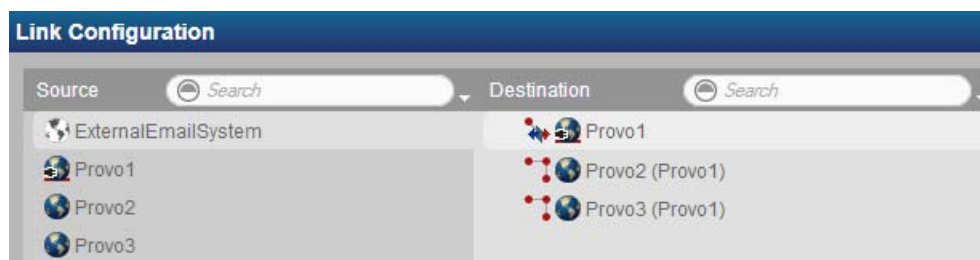 Link Configuration
Source Search Destination Search
ExternalEmailSystem Provo1
Provo1 Provo2 (Provo1)
Provo2 Provo3 (Provo1)
Provo3